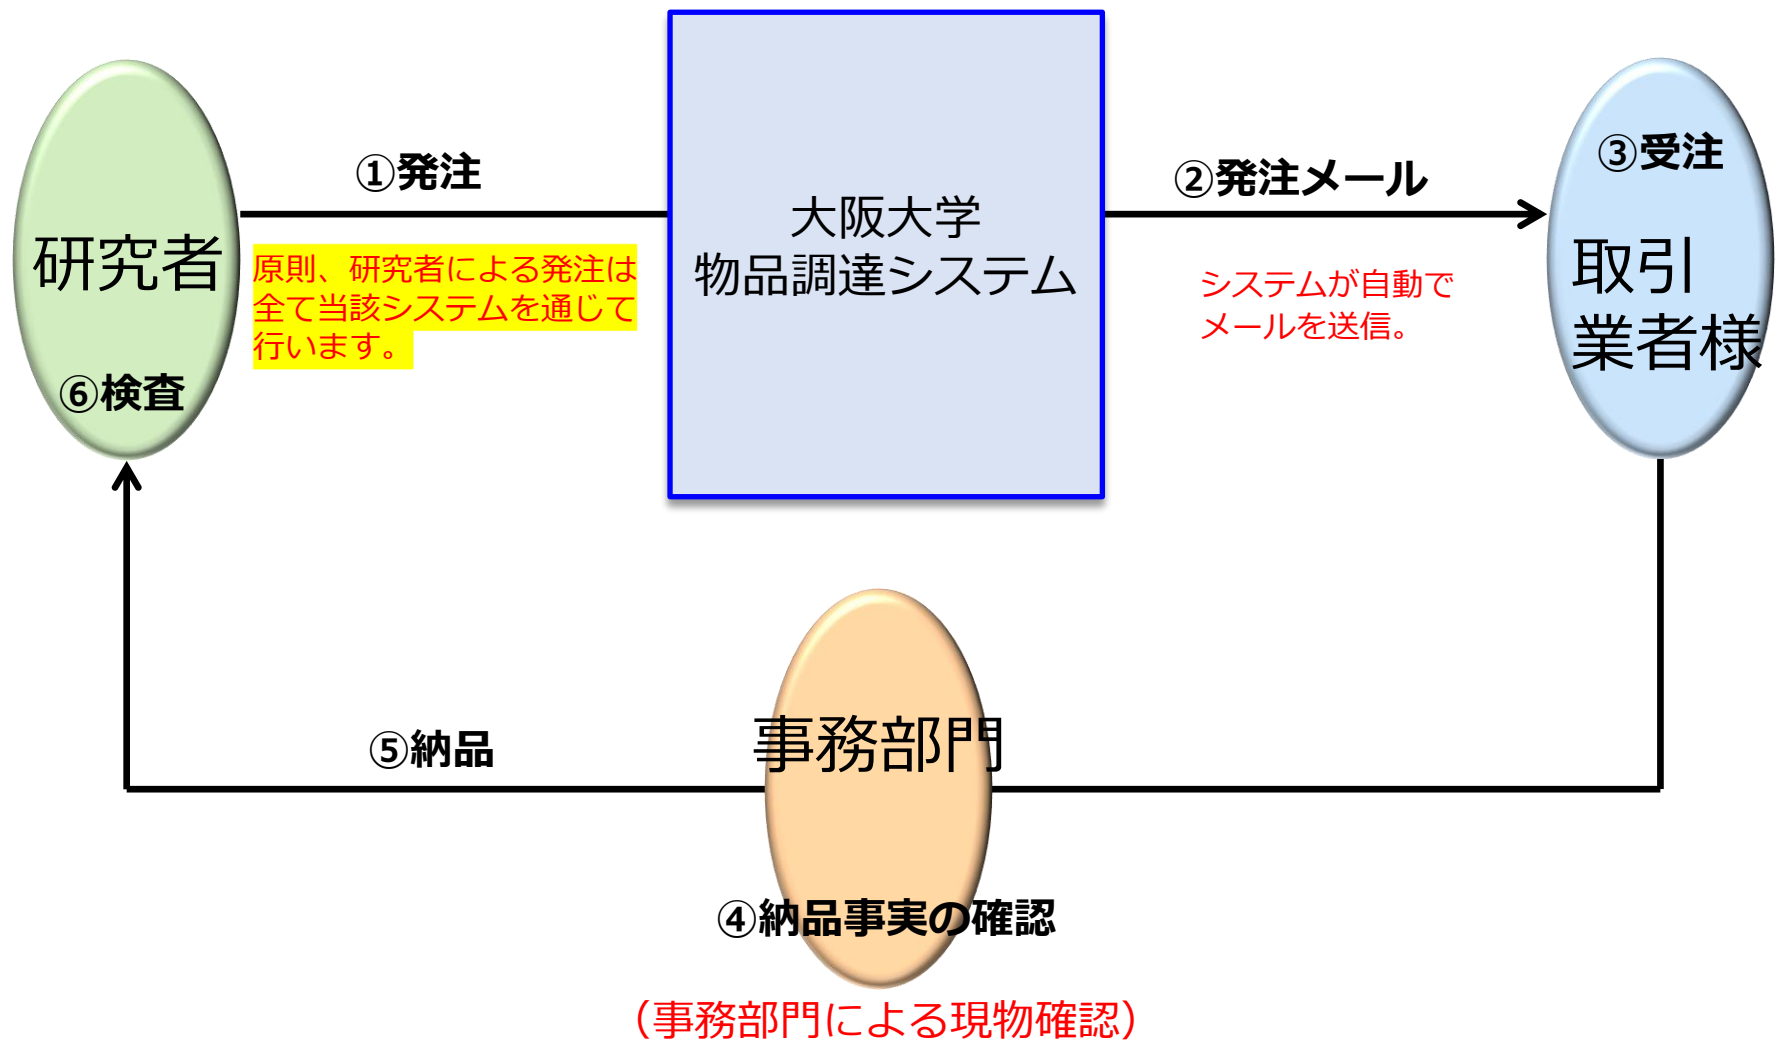 ①発注
研究者
原則、研究者による発注は
全て当該システムを通じて
行います。
⑥検査
大阪大学
物品調達システム
②発注メール
システムが自動で
メールを送信。
③受注
取引
業者様
⑤納品
事務部門
④納品事実の確認
（事務部門による現物確認）